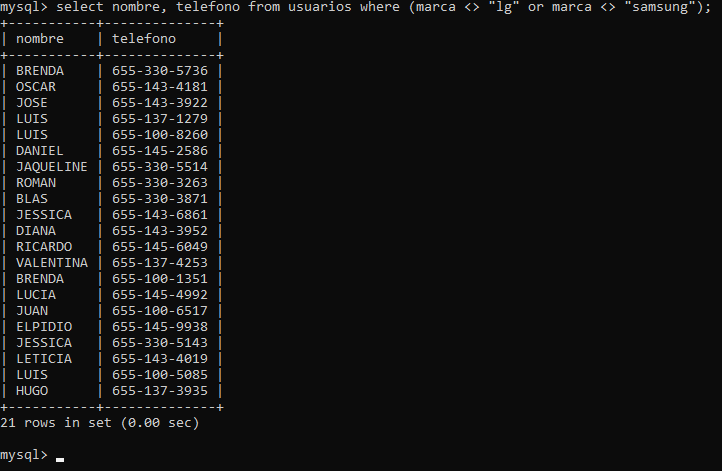 mysql> select nombre, telefono from usuarios where (marca <> "lg" or marca <> "samsung");
+-----------+--------------+
| nombre    | telefono     |
+-----------+--------------+
| BRENDA    | 655-330-5736 |
| OSCAR     | 655-143-4181 |
| JOSE      | 655-143-3922 |
| LUIS      | 655-137-1279 |
| LUIS      | 655-100-8260 |
| DANIEL    | 655-145-2586 |
| JAQUELINE | 655-330-5514 |
| ROMAN     | 655-330-3263 |
| BLAS      | 655-330-3871 |
| JESSICA   | 655-143-6861 |
| DIANA     | 655-143-3952 |
| RICARDO   | 655-145-6049 |
| VALENTINA | 655-137-4253 |
| BRENDA    | 655-100-1351 |
| LUCIA     | 655-145-4992 |
| JUAN      | 655-100-6517 |
| ELPIDIO   | 655-145-9938 |
| JESSICA   | 655-330-5143 |
| LETICIA   | 655-143-4019 |
| LUIS      | 655-100-5085 |
| HUGO      | 655-137-3935 |
+-----------+--------------+
21 rows in set (0.00 sec)
mysql>